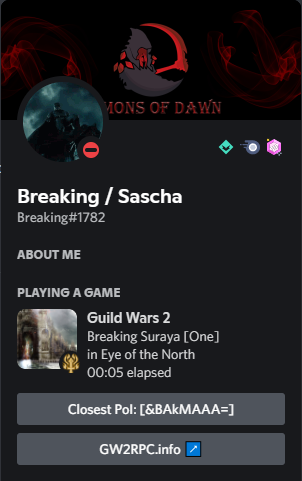 MONS OF DAWN
Breaking / Sascha
Breaking#1782
ABOUT ME
PLAYING A GAME
Guild Wars 2
Breaking Suraya [One]
in Eye of the North
00:05 elapsed
Closest PoI: [&BAkMAAA=]
GW2RPC.info